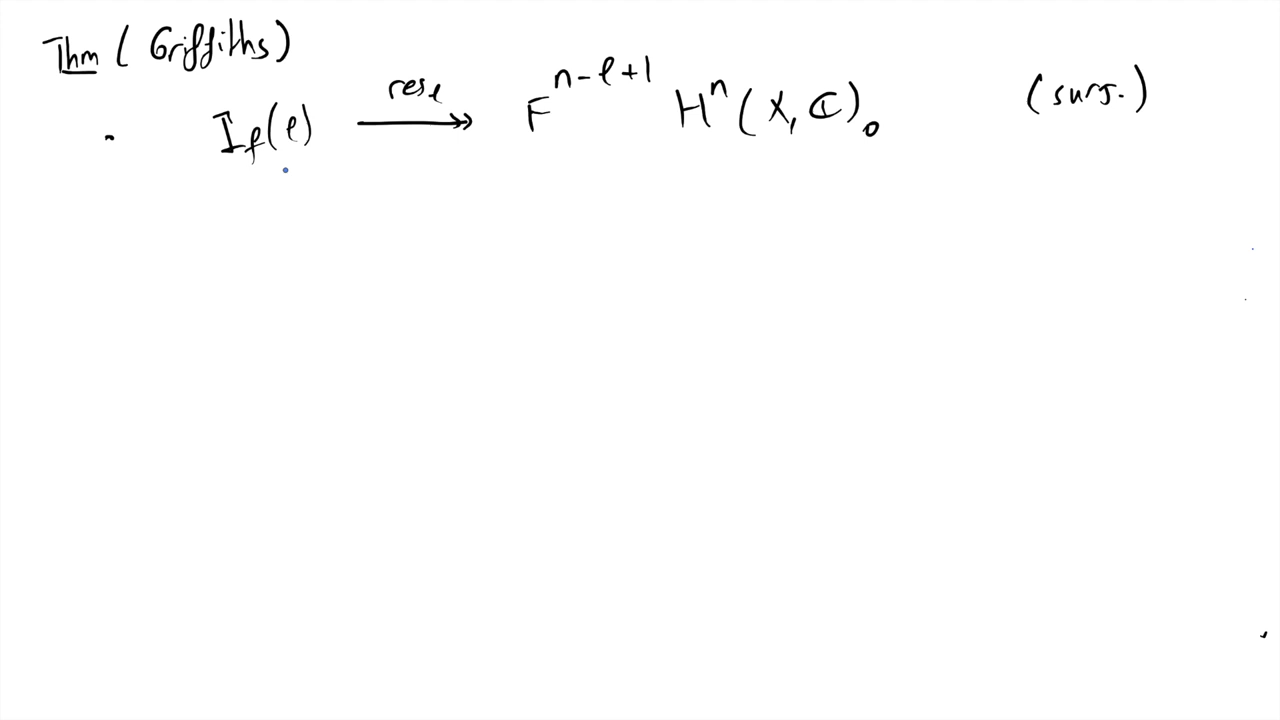 Thm (Griffiths)
· I_f(ℓ) —res_ℓ↠ F^{n-ℓ+1} H^n(X, ℂ)_0 (surj.)